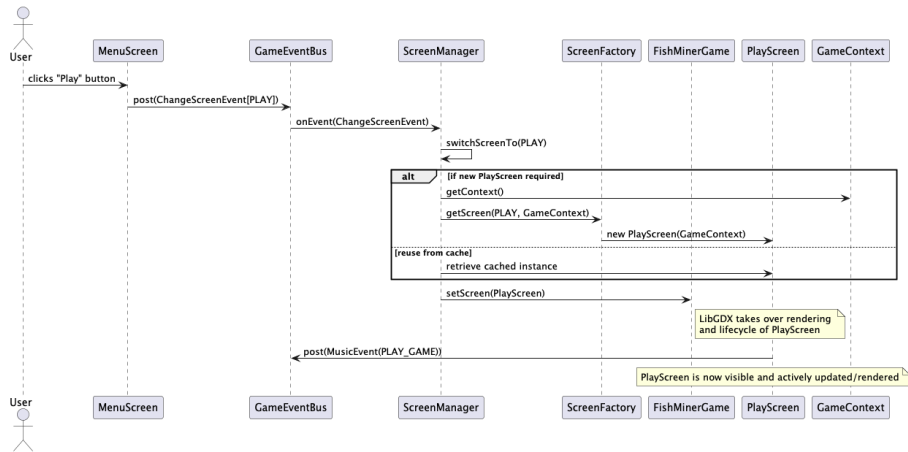 User
MenuScreen
GameEventBus
ScreenManager
ScreenFactory
FishMinerGame
PlayScreen
GameContext
clicks "Play" button
post(ChangeScreenEvent[PLAY])
onEvent(ChangeScreenEvent)
switchScreenTo(PLAY)
alt
[if new PlayScreen required]
getContext()
getScreen(PLAY, GameContext)
new PlayScreen(GameContext)
[reuse from cache]
retrieve cached instance
setScreen(PlayScreen)
LibGDX takes over rendering
and lifecycle of PlayScreen
post(MusicEvent(PLAY_GAME))
PlayScreen is now visible and actively updated/rendered
User
MenuScreen
GameEventBus
ScreenManager
ScreenFactory
FishMinerGame
PlayScreen
GameContext